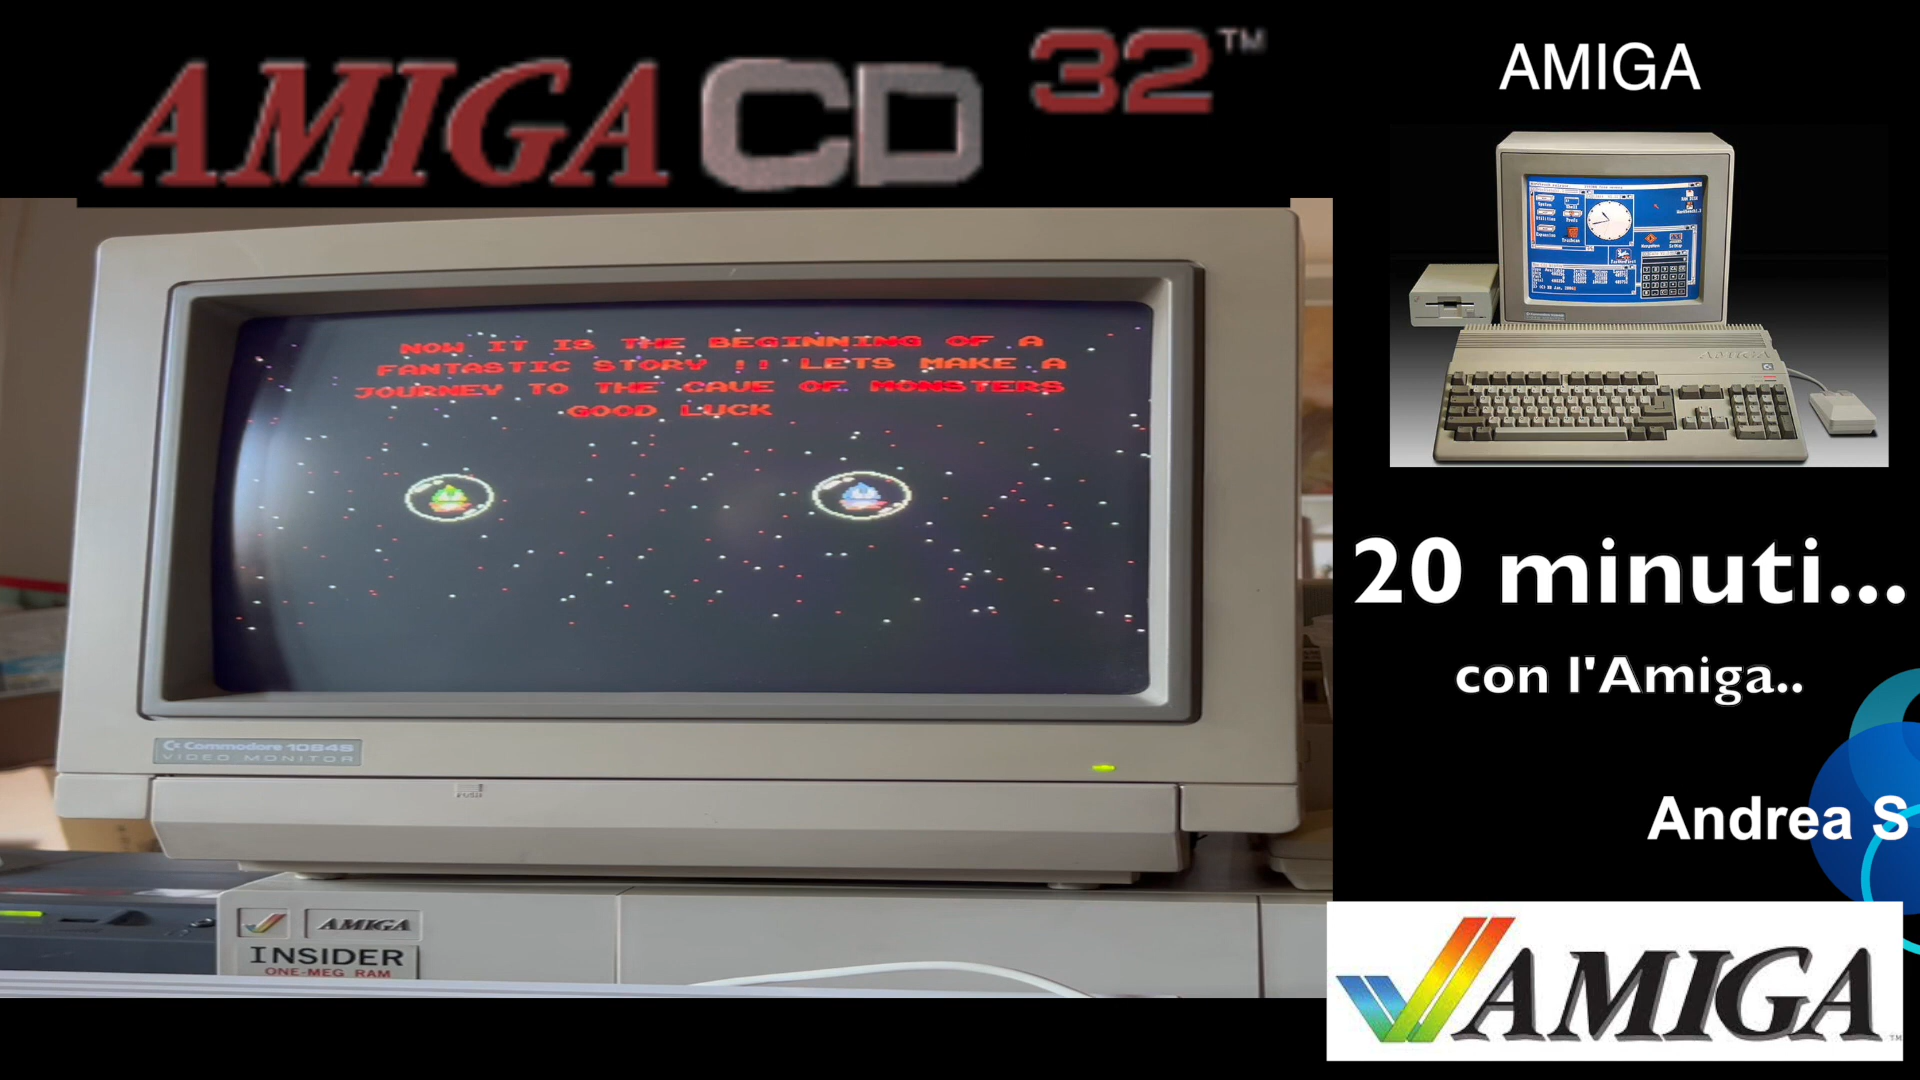 AMIGA CD 32™
AMIGA
NOW IT IS THE BEGINNING OF A
FANTASTIC STORY !! LETS MAKE A
JOURNEY TO THE CAVE OF MONSTERS
GOOD LUCK
20 minuti...
con l'Amiga..
Commodore 1084S
VIDEO MONITOR
Andrea S
AMIGA
INSIDER
ONE-MEG RAM
AMIGA™